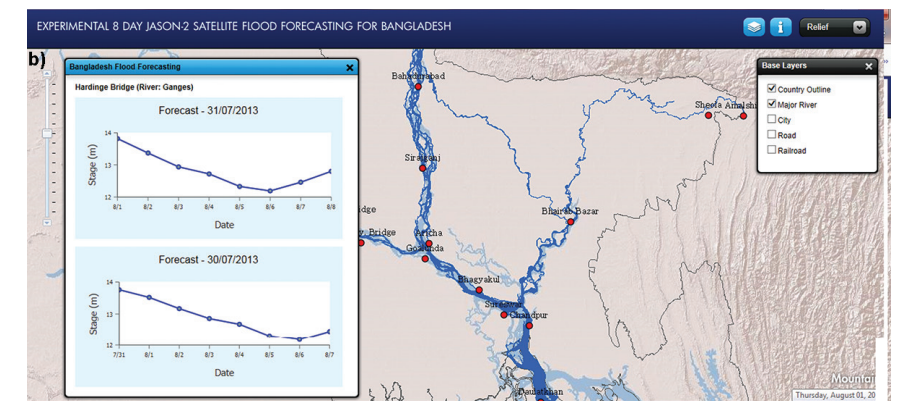 EXPERIMENTAL 8 DAY JASON-2 SATELLITE FLOOD FORECASTING FOR BANGLADESH
Relief
b)
Bangladesh Flood Forecasting
Hardinge Bridge (River: Ganges)
Forecast - 31/07/2013
Stage (m)
14
13
12
8/1 8/2 8/3 8/4 8/5 8/6 8/7 8/8
Date
Forecast - 30/07/2013
Stage (m)
14
13
12
7/31 8/1 8/2 8/3 8/4 8/5 8/6 8/7
Date
Bahadurabad
Sirajganj
idge
Bridge
Aricha
Goalunda
Bhagyakul
Sureswar
Chandpur
Daulatkhan
Bhairab Bazar
Sheola Amalshi
Base Layers
Country Outline
Major River
City
Road
Railroad
Mountai
Thursday, August 01, 20